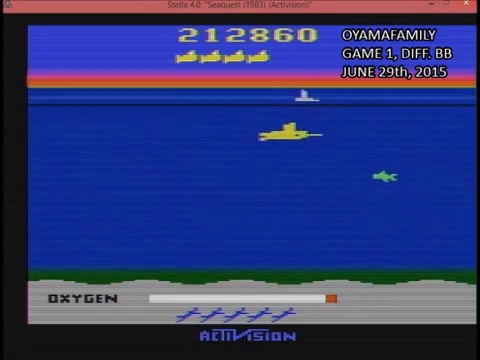 Stella 4.0: "Seaquest (1983) (Activision)"
212860
OYAMAFAMILY
GAME 1, DIFF. BB
JUNE 29th, 2015
OXYGEN
ACTIVISION